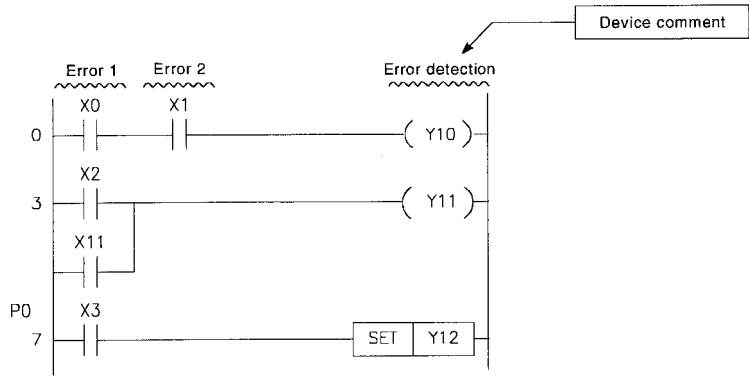 Device comment
Error 1 Error 2 Error detection
X0 X1
0 Y10
X2
3 Y11
X11
P0 X3
7 SET Y12